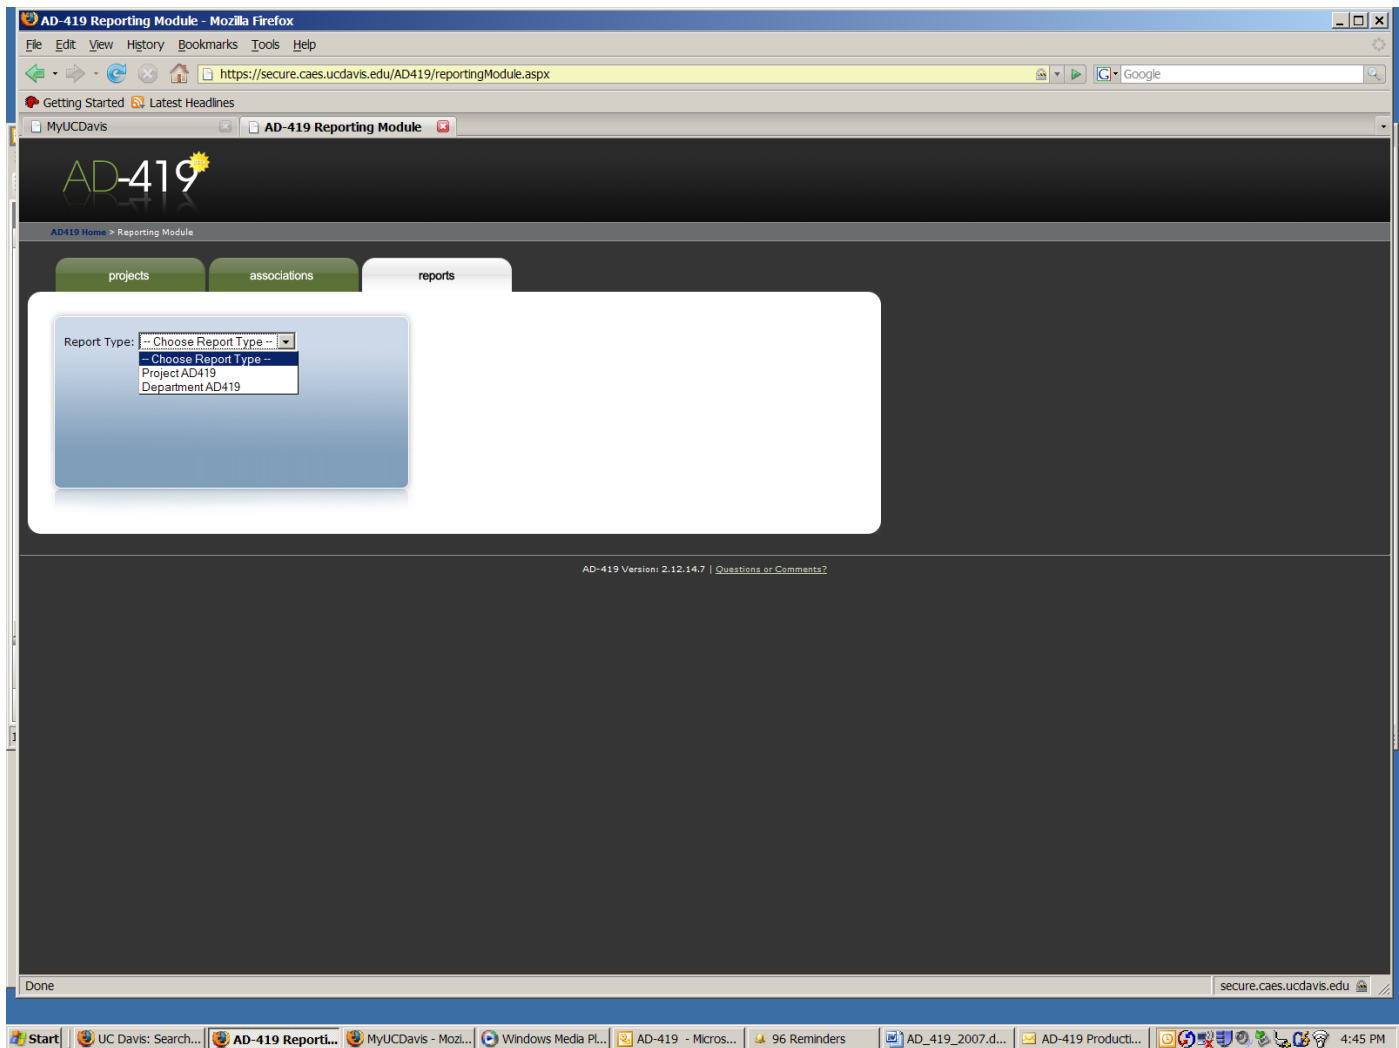 AD-419 Reporting Module - Mozilla Firefox
File Edit View History Bookmarks Tools Help
https://secure.caes.ucdavis.edu/AD419/reportingModule.aspx
G Google
Getting Started Latest Headlines
MyUCDavis AD-419 Reporting Module
AD-419
AD419 Home > Reporting Module
projects associations reports
Report Type: -- Choose Report Type --
-- Choose Report Type --
Project AD419
Department AD419
AD-419 Version: 2.12.14.7 | Questions or Comments?
Done secure.caes.ucdavis.edu
Start UC Davis: Search... AD-419 Reporti... MyUCDavis - Mozi... Windows Media Pl... AD-419 - Micros... 96 Reminders AD_419_2007.d... AD-419 Producti... 4:45 PM